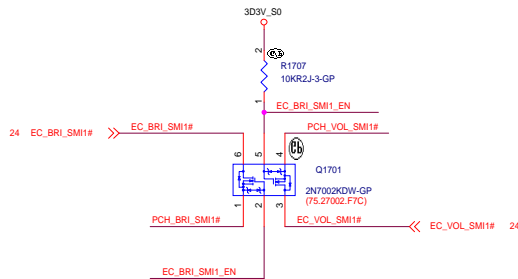 3D3V_S0
2
R1707
10KR2J-3-GP
1
EC_BRI_SMI1_EN
24 EC_BRI_SMI1# EC_BRI_SMI1# PCH_VOL_SMI1#
6 5 4
Q1701
2N7002KDW-GP
(75.27002.F7C)
1 2 3
PCH_BRI_SMI1# EC_VOL_SMI1# EC_VOL_SMI1# 24
EC_BRI_SMI1_EN